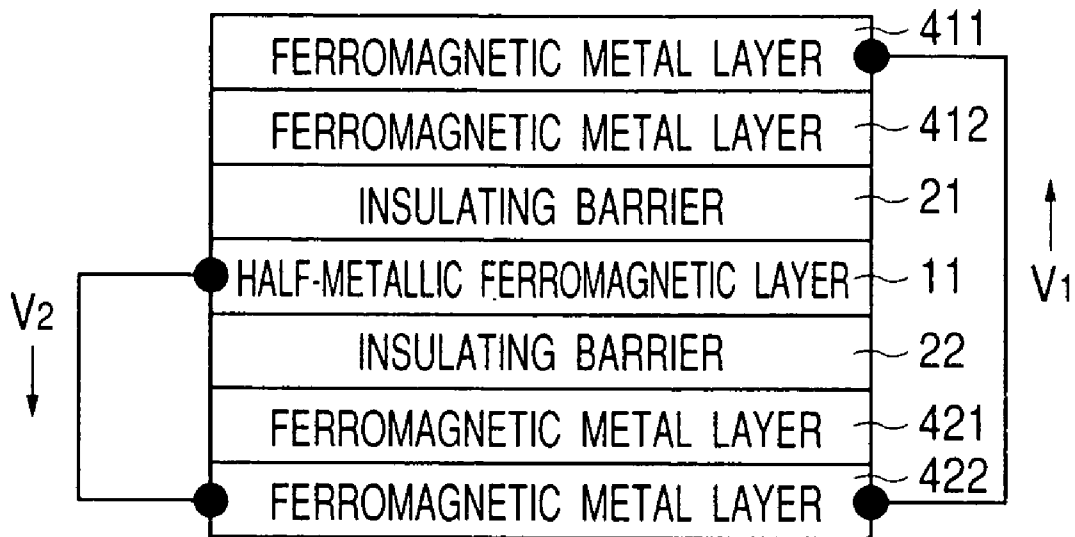 FERROMAGNETIC METAL LAYER 411
FERROMAGNETIC METAL LAYER 412
INSULATING BARRIER 21
HALF-METALLIC FERROMAGNETIC LAYER 11
V1
V2
INSULATING BARRIER 22
FERROMAGNETIC METAL LAYER 421
FERROMAGNETIC METAL LAYER 422